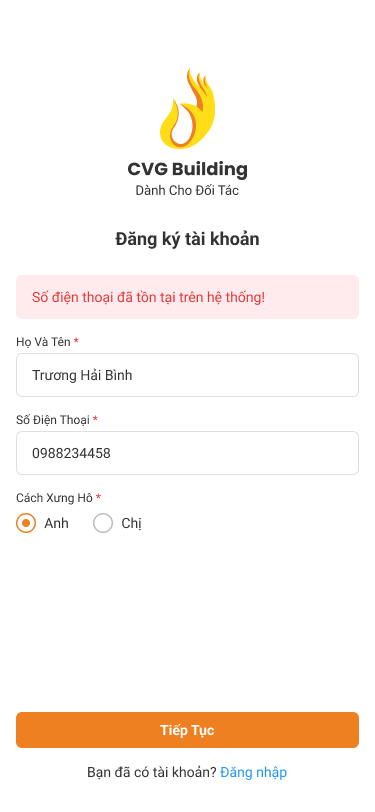 CVG Building
Dành Cho Đối Tác
Đăng ký tài khoản
Số điện thoại đã tồn tại trên hệ thống!
Họ Và Tên *
Trương Hải Bình
Số Điện Thoại *
0988234458
Cách Xưng Hô *
Anh Chị
Tiếp Tục
Bạn đã có tài khoản? Đăng nhập